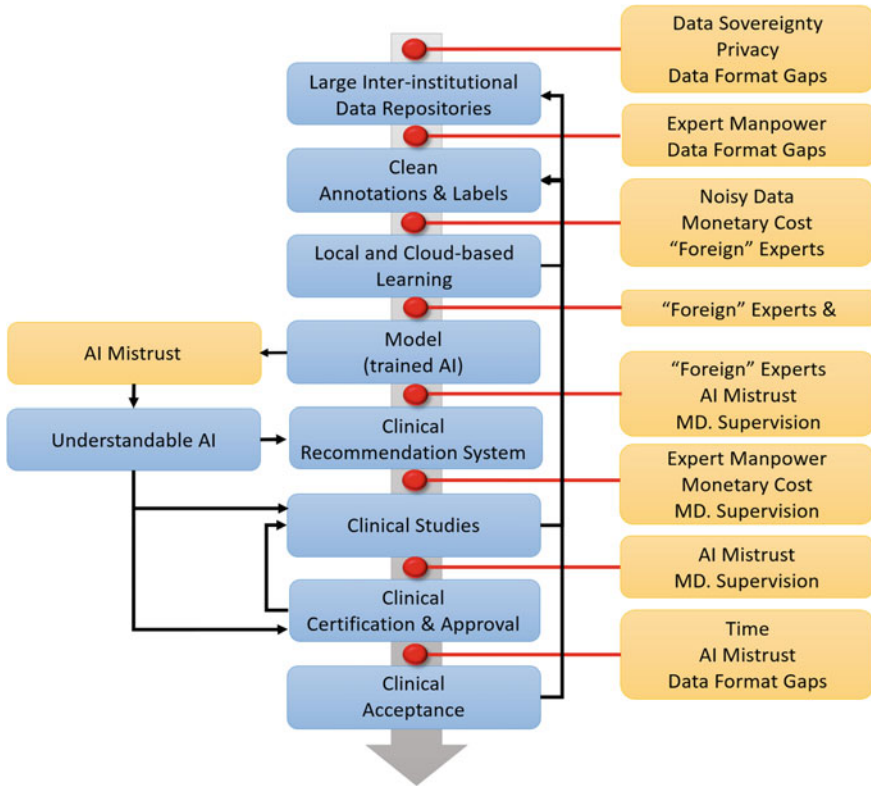 Data Sovereignty
Privacy
Data Format Gaps
Large Inter-institutional
Data Repositories
Expert Manpower
Data Format Gaps
Clean
Annotations & Labels
Noisy Data
Monetary Cost
“Foreign” Experts
Local and Cloud-based
Learning
“Foreign” Experts &
Model
(trained AI)
AI Mistrust
“Foreign” Experts
AI Mistrust
MD. Supervision
Understandable AI
Clinical
Recommendation System
Expert Manpower
Monetary Cost
MD. Supervision
Clinical Studies
AI Mistrust
MD. Supervision
Clinical
Certification & Approval
Time
AI Mistrust
Data Format Gaps
Clinical
Acceptance